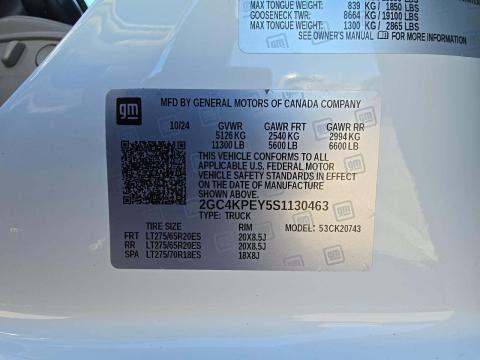 MAX TONGUE WEIGHT: 839 KG/ 1850 LBS
GOOSENECK TWR: 8664 KG/19100 LBS
MAX TONGUE WEIGHT: 1300 KG/ 2865 LBS
SEE OWNER'S MANUAL FOR MORE INFORMATION
gm
MFD BY GENERAL MOTORS OF CANADA COMPANY
10/24 GVWR GAWR FRT GAWR RR
5126 KG 2540 KG 2994 KG
11300 LB 5600 LB 6600 LB
THIS VEHICLE CONFORMS TO ALL
APPLICABLE U.S. FEDERAL MOTOR
VEHICLE SAFETY STANDARDS IN
EFFECT ON THE DATE OF
MANUFACTURE SHOWN ABOVE.
2GC4KPEY5S1130463
TYPE: TRUCK
TIRE SIZE RIM MODEL: 53CK20743
FRT LT275/65R20ES 20X8.5J
RR LT275/65R20ES 20X8.5J
SPA LT275/70R18ES 18X8J